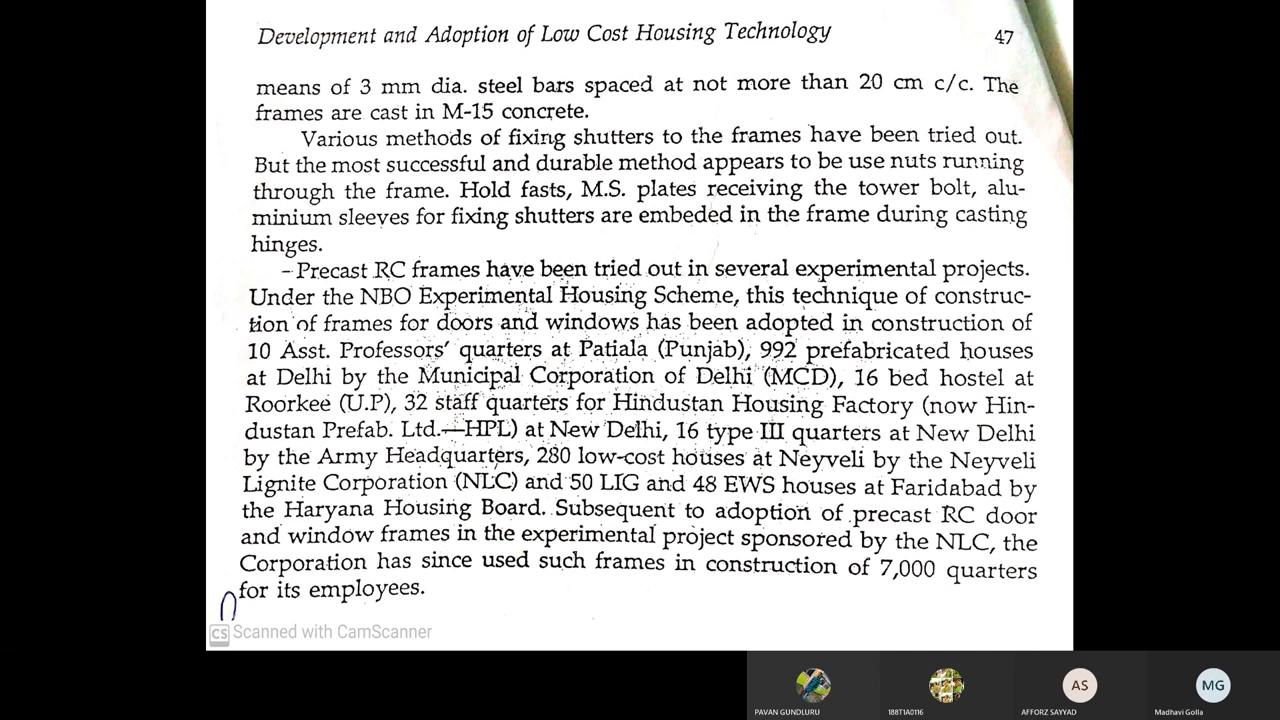 Development and Adoption of Low Cost Housing Technology 47
means of 3 mm dia. steel bars spaced at not more than 20 cm c/c. The
frames are cast in M-15 concrete.
Various methods of fixing shutters to the frames have been tried out.
But the most successful and durable method appears to be use nuts running
through the frame. Hold fasts, M.S. plates receiving the tower bolt, alu-
minium sleeves for fixing shutters are embeded in the frame during casting
hinges.
–Precast RC frames have been tried out in several experimental projects.
Under the NBO Experimental Housing Scheme, this technique of construc-
tion of frames for doors and windows has been adopted in construction of
10 Asst. Professors' quarters at Patiala (Punjab), 992 prefabricated houses
at Delhi by the Municipal Corporation of Delhi (MCD), 16 bed hostel at
Roorkee (U.P), 32 staff quarters for Hindustan Housing Factory (now Hin-
dustan Prefab. Ltd.—HPL) at New Delhi, 16 type III quarters at New Delhi
by the Army Headquarters, 280 low-cost houses at Neyveli by the Neyveli
Lignite Corporation (NLC) and 50 LIG and 48 EWS houses at Faridabad by
the Haryana Housing Board. Subsequent to adoption of precast RC door
and window frames in the experimental project sponsored by the NLC, the
Corporation has since used such frames in construction of 7,000 quarters
for its employees.
CS Scanned with CamScanner
AS MG
PAVAN GUNDLURU 188T1A0116 AFFORZ SAYYAD Madhavi Golla